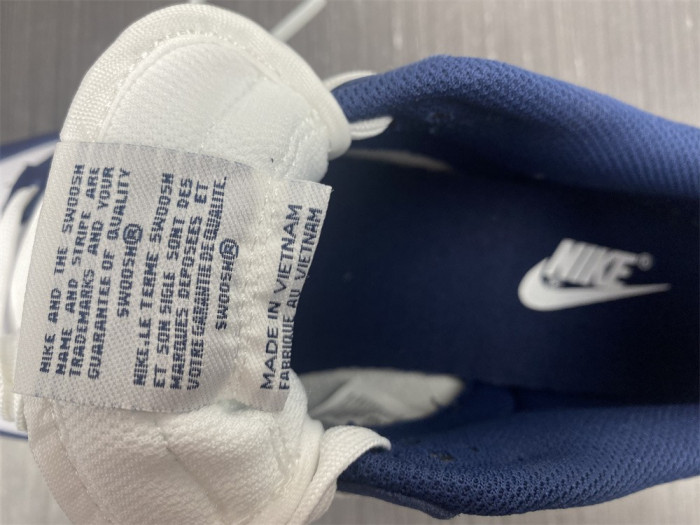 NIKE AND THE SWOOSH
NAME AND STRIPE ARE
TRADEMARKS AND YOUR
GUARANTEE OF QUALITY
SWOOSH®
NIKE:LE TERME SWOOSH
ET SON SIGLE SONT DES
MARQUES DEPOSEES ET
VOTRE GARANTIE DE QUALITE.
SWOOSH®
MADE IN VIETNAM
FABRIQUE AU VIETNAM
NIKE